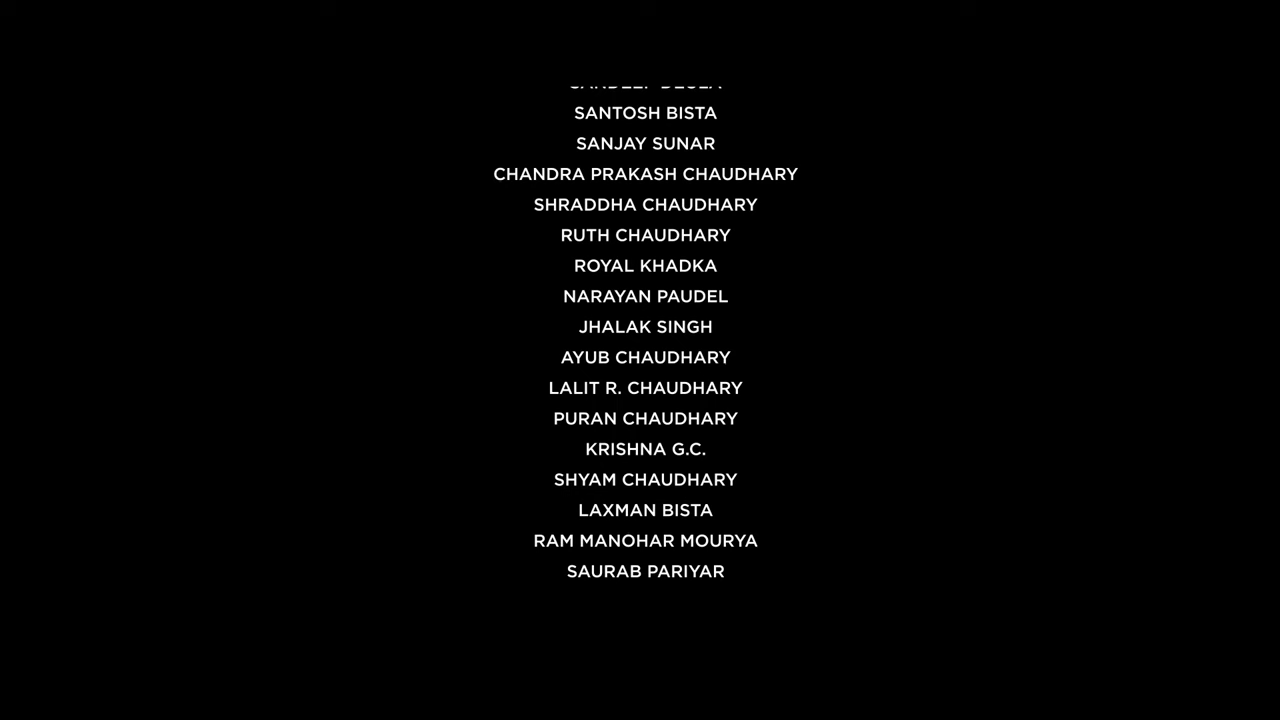 SANTOSH BISTA
SANJAY SUNAR
CHANDRA PRAKASH CHAUDHARY
SHRADDHA CHAUDHARY
RUTH CHAUDHARY
ROYAL KHADKA
NARAYAN PAUDEL
JHALAK SINGH
AYUB CHAUDHARY
LALIT R. CHAUDHARY
PURAN CHAUDHARY
KRISHNA G.C.
SHYAM CHAUDHARY
LAXMAN BISTA
RAM MANOHAR MOURYA
SAURAB PARIYAR